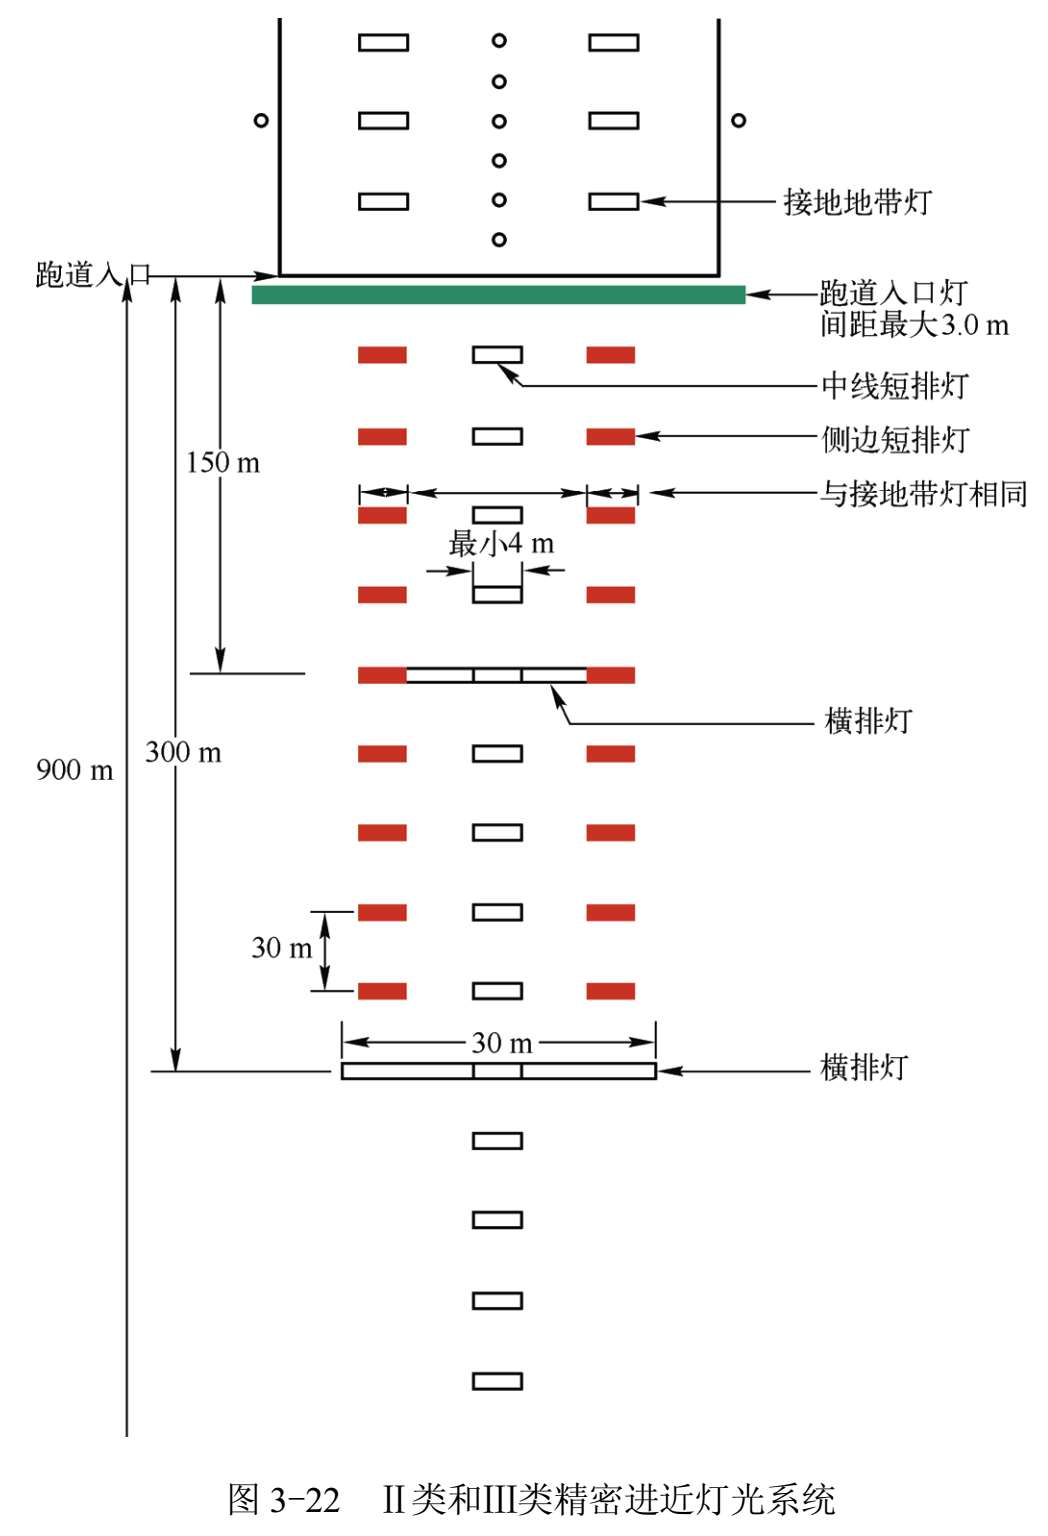 接地地带灯
跑道入口
跑道入口灯
间距最大3.0 m
中线短排灯
侧边短排灯
150 m
与接地带灯相同
最小4 m
横排灯
300 m
900 m
30 m
30 m
横排灯
图 3-22 Ⅱ类和Ⅲ类精密进近灯光系统